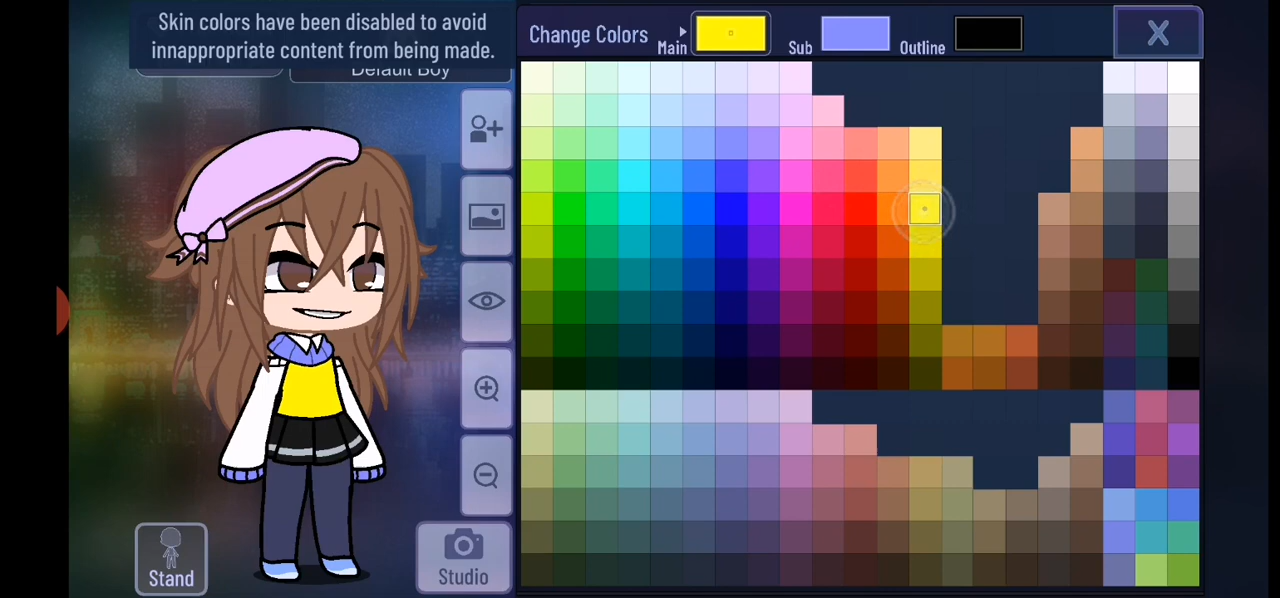 Skin colors have been disabled to avoid
innappropriate content from being made.
Default Boy
Change Colors
Main
Sub
Outline
X
Stand
Studio